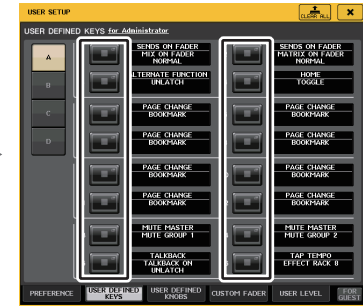 USER SETUP
CLEAR ALL
USER DEFINED KEYS for Administrator
A
B
C
D
SENDS ON FADER
MIX ON FADER
NORMAL
SENDS ON FADER
MATRIX ON FADER
NORMAL
LTERNATE FUNCTION
UNLATCH
HOME
TOGGLE
PAGE CHANGE
BOOKMARK
PAGE CHANGE
BOOKMARK
PAGE CHANGE
BOOKMARK
PAGE CHANGE
BOOKMARK
PAGE CHANGE
BOOKMARK
PAGE CHANGE
BOOKMARK
PAGE CHANGE
BOOKMARK
PAGE CHANGE
BOOKMARK
MUTE MASTER
MUTE GROUP 1
MUTE MASTER
MUTE GROUP 2
TALKBACK
TALKBACK ON
UNLATCH
TAP TEMPO
EFFECT RACK 8
PREFERENCE
USER DEFINED
KEYS
USER DEFINED
KNOBS
CUSTOM FADER
USER LEVEL
FOR
GUEST